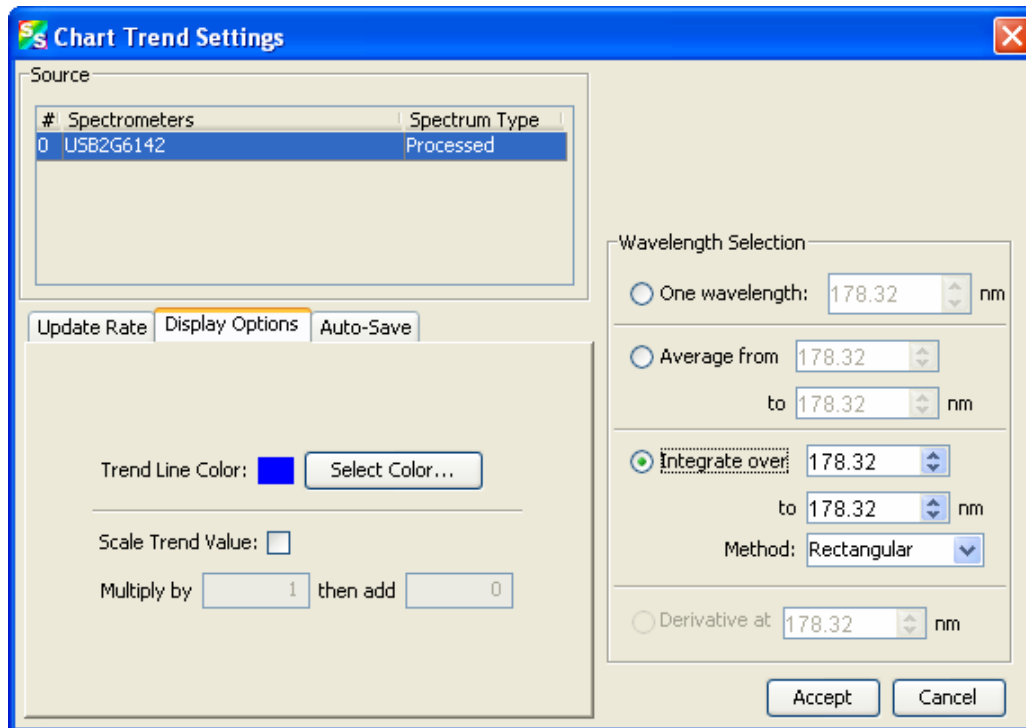 Chart Trend Settings
Source
# Spectrometers Spectrum Type
0 USB2G6142 Processed
Update Rate Display Options Auto-Save
Trend Line Color: Select Color...
Scale Trend Value:
Multiply by 1 then add 0
Wavelength Selection
One wavelength: 178.32 nm
Average from 178.32
to 178.32 nm
Integrate over 178.32
to 178.32 nm
Method: Rectangular
Derivative at 178.32 nm
Accept Cancel